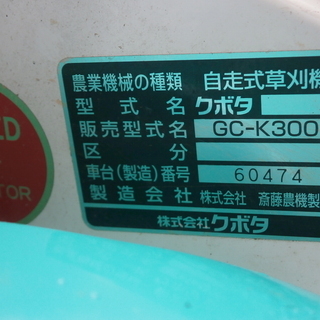 農業機械の種類 自走式草刈機
型式名 クボタ
販売型式名 GC-K300
区分
車台(製造)番号 60474
製造会社 株式会社 斎藤農機製
株式会社クボタ
ED
TOR